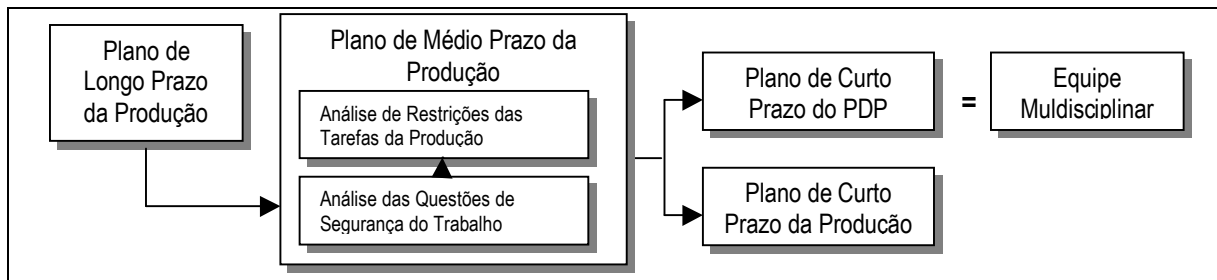 Plano de
Longo Prazo
da Produção
Plano de Médio Prazo da
Produção
Análise de Restrições das
Tarefas da Produção
Análise das Questões de
Segurança do Trabalho
Plano de Curto
Prazo do PDP
=
Equipe
Muldisciplinar
Plano de Curto
Prazo da Producão